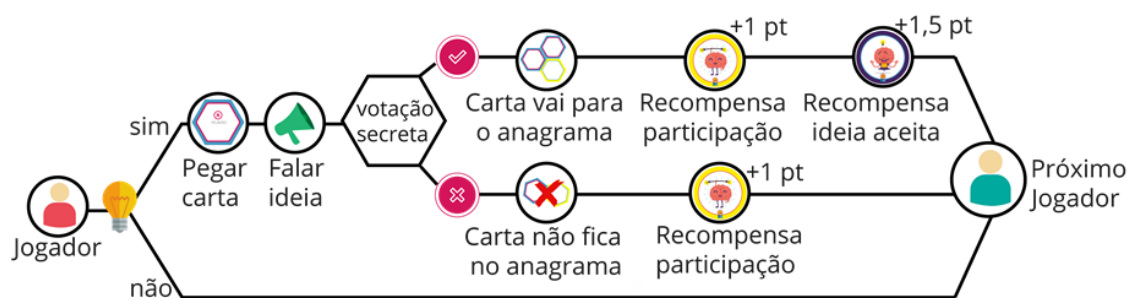 Jogador
sim
não
Pegar
carta
Falar
ideia
votação
secreta
Carta vai para
o anagrama
+1 pt
Recompensa
participação
+1,5 pt
Recompensa
ideia aceita
Carta não fica
no anagrama
+1 pt
Recompensa
participação
Próximo
Jogador